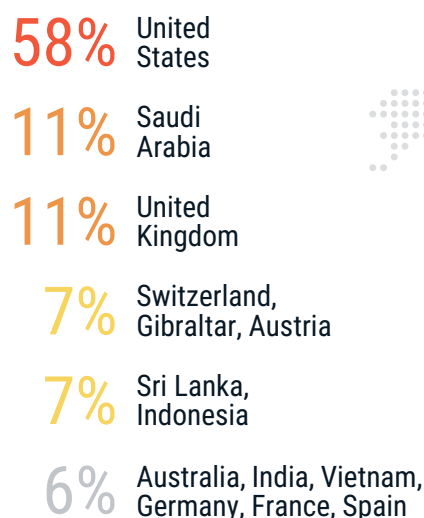 58% United
States
11% Saudi
Arabia
11% United
Kingdom
7% Switzerland,
Gibraltar, Austria
7% Sri Lanka,
Indonesia
6% Australia, India, Vietnam,
Germany, France, Spain